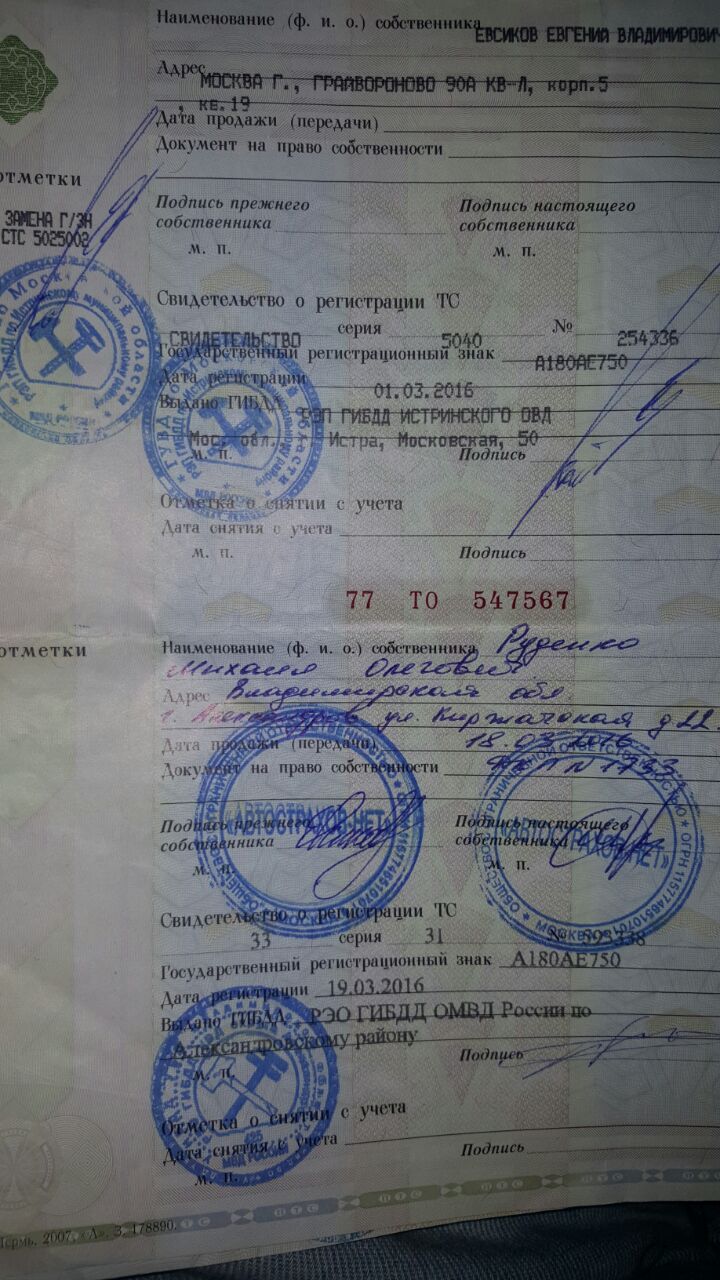 Наименование (ф. и. о.) собственника ЕВСИКОВ ЕВГЕНИЙ ВЛАДИМИРОВИЧ
Адрес МОСКВА Г., ГРАЙВОРОНОВО 90А КВ-Л, корп.5
, кв.19
Дата продажи (передачи)
Документ на право собственности
отметки
Подпись прежнего собственника
Подпись настоящего собственника
ЗАМЕНА Г/ЗН
СТС 5025002
м. п. м. п.
Свидетельство о регистрации ТС
СВИДЕТЕЛЬСТВО серия 5040 № 254336
Государственный регистрационный знак А180АЕ750
Дата регистрации 01.03.2016
Выдано ГИБДД РЭП ГИБДД ИСТРИНСКОГО ОВД
Мос. обл. Истра, Московская, 50
м. п. Подпись
Отметка о снятии с учета
Дата снятия с учета
м. п. Подпись
77 ТО 547567
отметки
Наименование (ф. и. о.) собственника Руденко
Михаил Олегович
Адрес Владимирская обл
г. Александров ул. Киржачская д 22
Дата продажи (передачи) 18.03.2016
Документ на право собственности
Подпись прежнего собственника
Подпись настоящего собственника
«АВТОСТРАХОВ.НЕТ»
«АВТОСТРАХОВ.НЕТ»
м. п. м. п.
Свидетельство о регистрации ТС
33 серия 31 № 593338
Государственный регистрационный знак А180АЕ750
Дата регистрации 19.03.2016
Выдано ГИБДД РЭО ГИБДД ОМВД России по
Александровскому району
м. п. Подпись
Отметка о снятии с учета
Дата снятия с учета
м. п. Подпись
МВД РОССИИ
Пермь, 2007, «А». З. 178890.